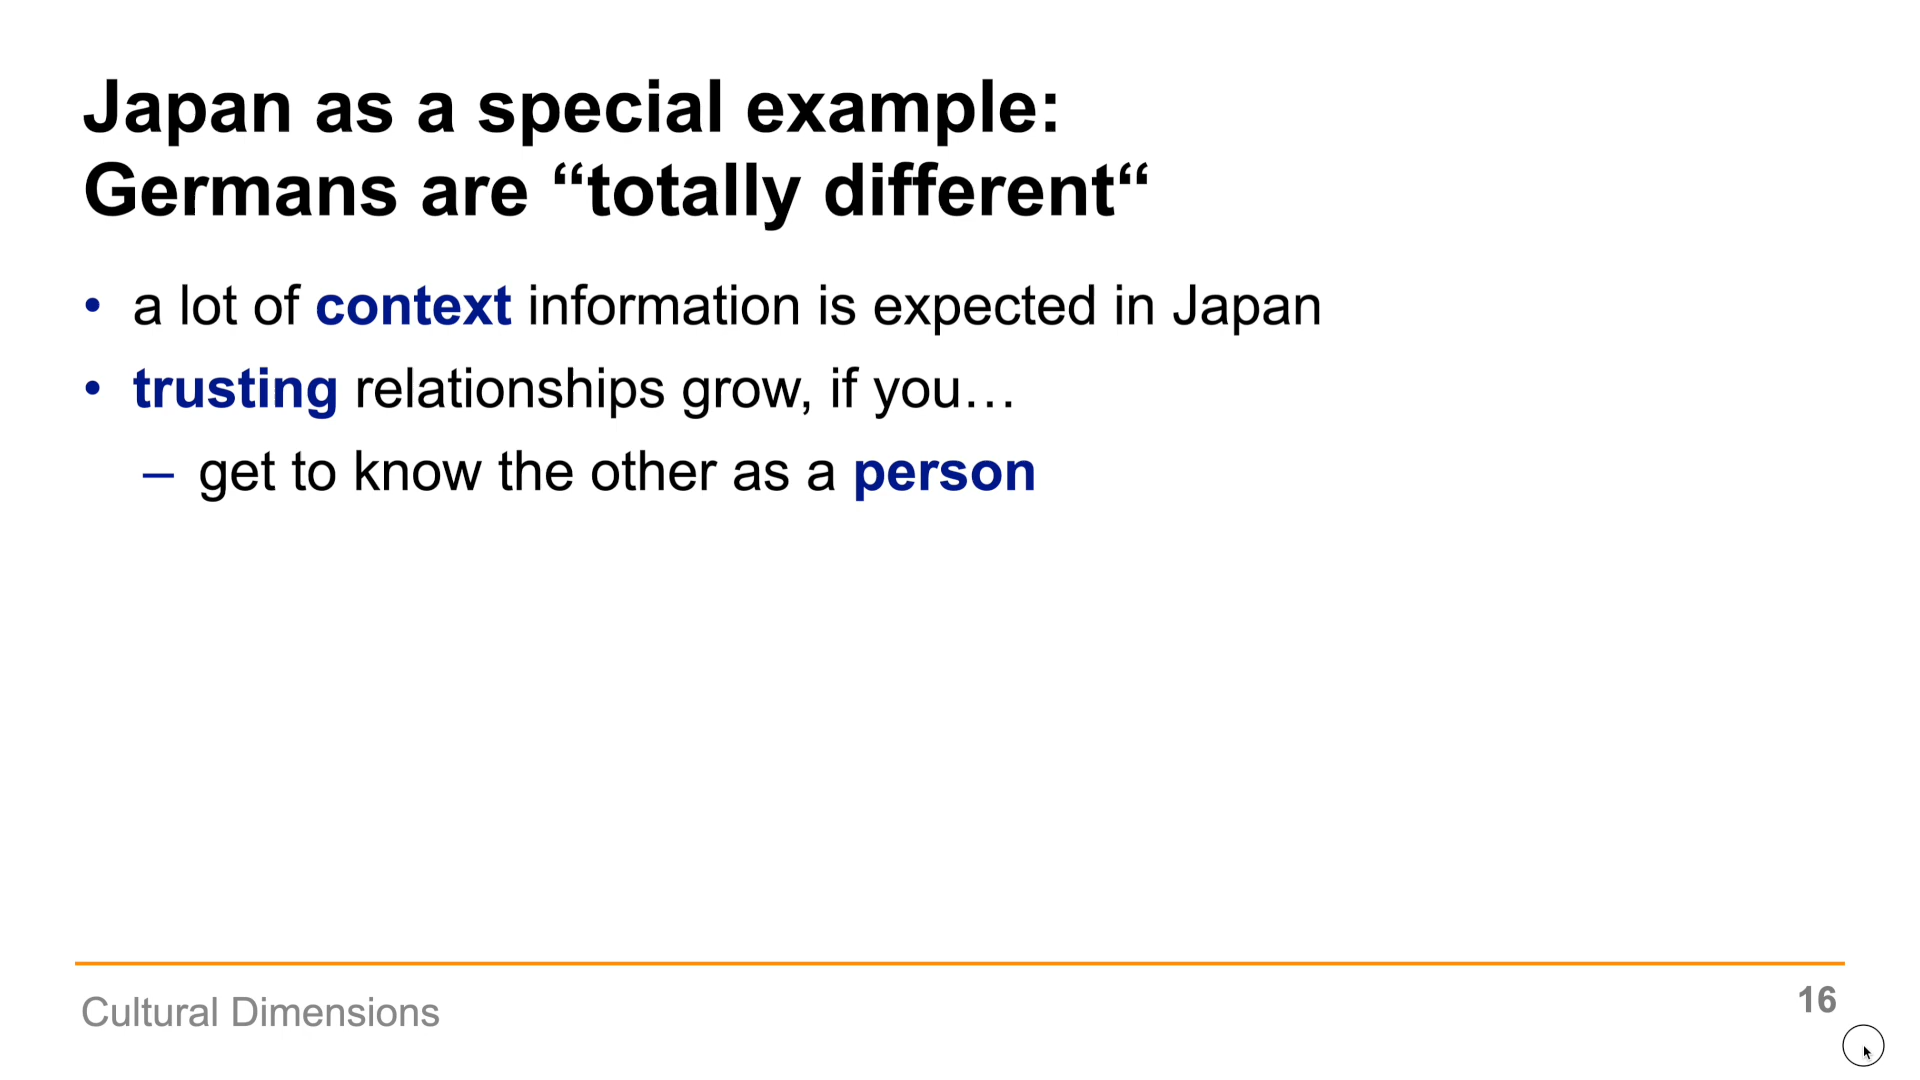 Japan as a special example:
Germans are “totally different“
• a lot of context information is expected in Japan
• trusting relationships grow, if you…
– get to know the other as a person
Cultural Dimensions
16